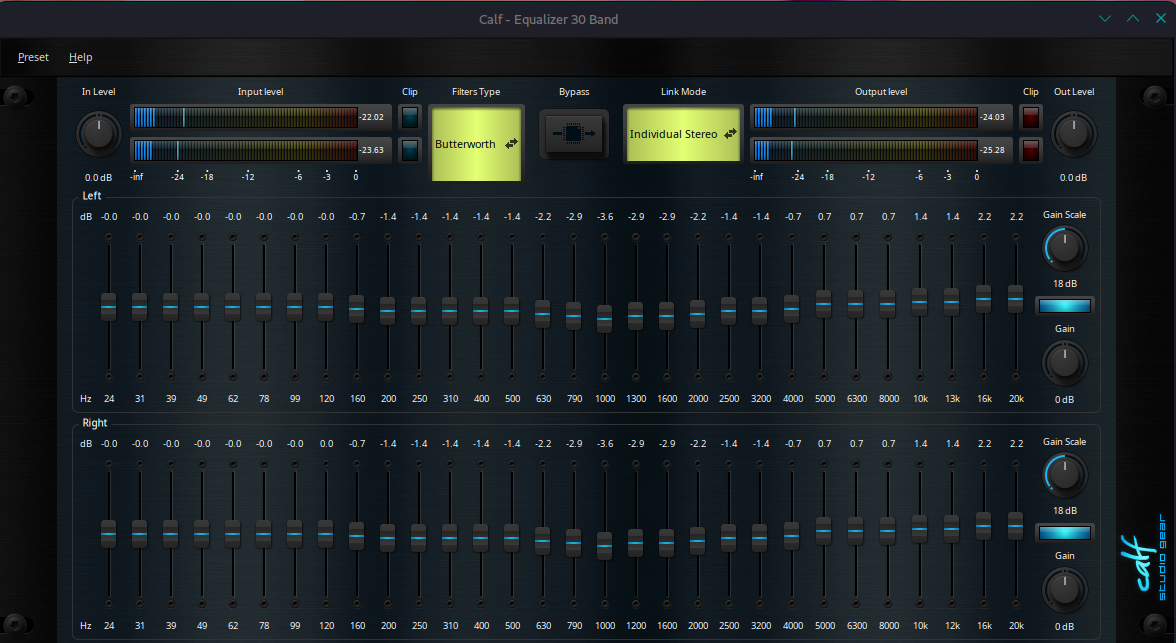 Calf - Equalizer 30 Band
Preset Help
In Level Input level Clip Filters Type Bypass Link Mode Output level Clip Out Level
-22.02 -24.03
Butterworth Individual Stereo
-23.63 -25.28
0.0 dB -inf -24 -18 -12 -6 -3 0 -inf -24 -18 -12 -6 -3 0 0.0 dB
Left
dB -0.0 -0.0 -0.0 -0.0 -0.0 -0.0 -0.0 -0.0 -0.7 -1.4 -1.4 -1.4 -1.4 -1.4 -2.2 -2.9 -3.6 -2.9 -2.9 -2.2 -1.4 -1.4 -0.7 0.7 0.7 0.7 1.4 1.4 2.2 2.2 Gain Scale
18 dB
Gain
Hz 24 31 39 49 62 78 99 120 160 200 250 310 400 500 630 790 1000 1300 1600 2000 2500 3200 4000 5000 6300 8000 10k 13k 16k 20k 0 dB
Right
dB -0.0 -0.0 -0.0 -0.0 -0.0 -0.0 -0.0 0.0 -0.7 -1.4 -1.4 -1.4 -1.4 -1.4 -2.2 -2.9 -3.6 -2.9 -2.9 -2.2 -1.4 -1.4 -0.7 0.7 0.7 0.7 1.4 1.4 2.2 2.2 Gain Scale
18 dB
Gain
Hz 24 31 39 49 62 78 99 120 160 200 250 310 400 500 630 790 1000 1300 1600 2000 2500 3200 4000 5000 6300 8000 10k 13k 16k 20k 0 dB
calf
studio gear